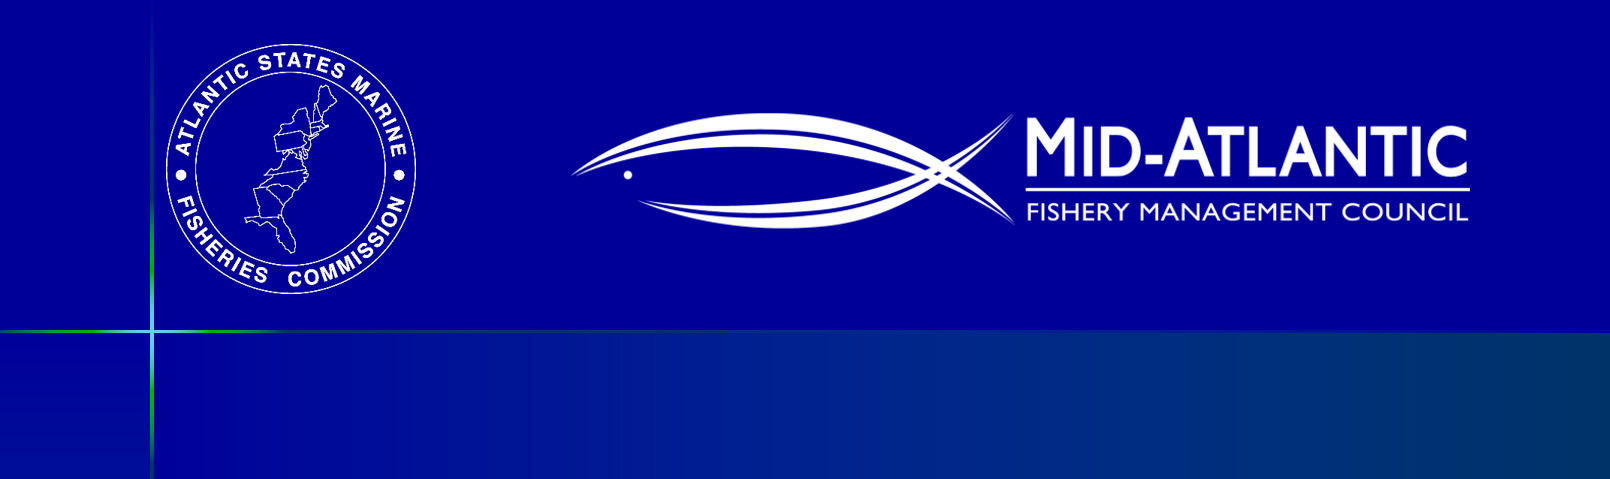 ATLANTIC STATES MARINE
FISHERIES COMMISSION
MID-ATLANTIC
FISHERY MANAGEMENT COUNCIL